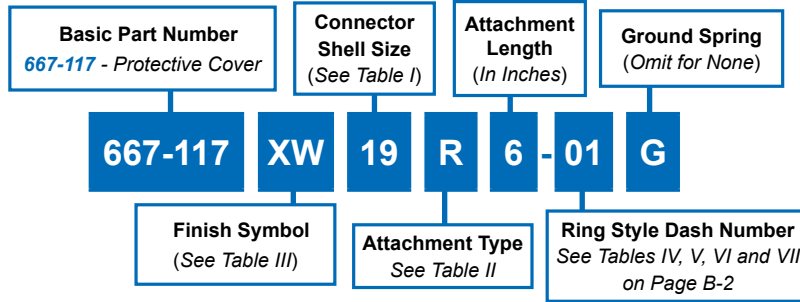 Basic Part Number
667-117 - Protective Cover
Connector
Shell Size
(See Table I)
Attachment
Length
(In Inches)
Ground Spring
(Omit for None)
667-117 XW 19 R 6 - 01 G
Finish Symbol
(See Table III)
Attachment Type
See Table II
Ring Style Dash Number
See Tables IV, V, VI and VII
on Page B-2